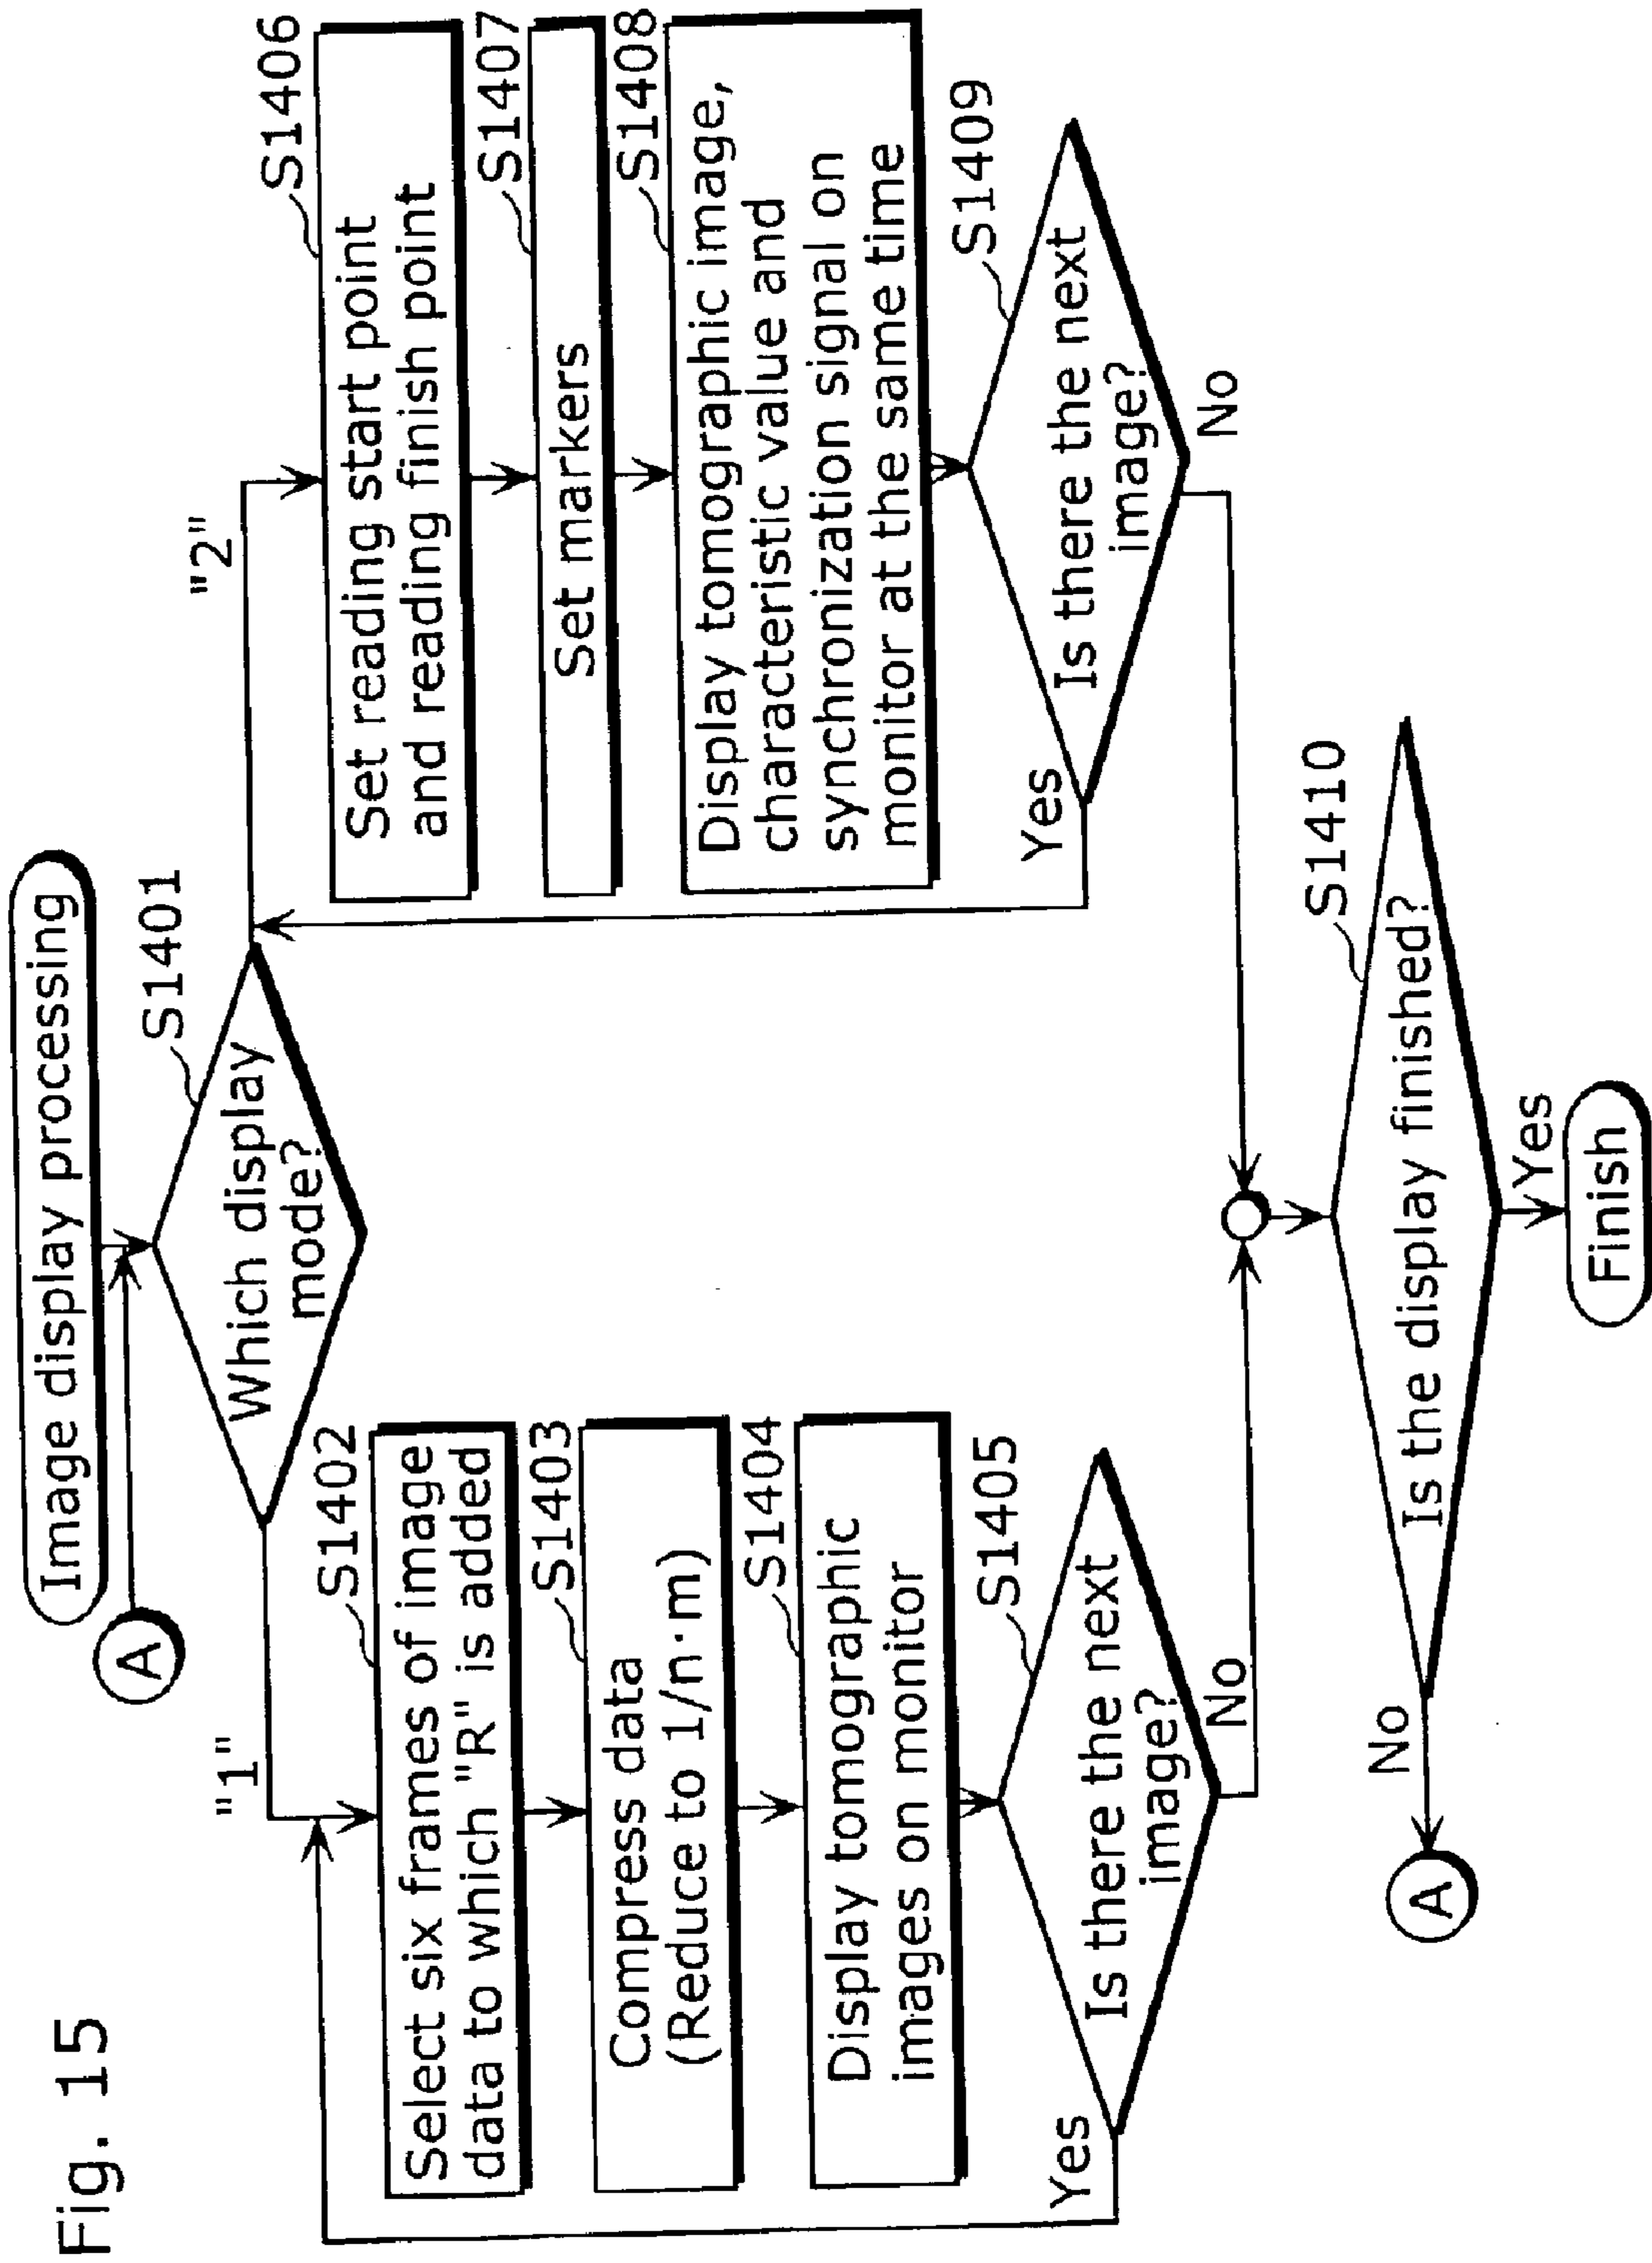 Fig. 15
Image display processing
A
S1401
Which display
mode?
"1"
"2"
S1402
Select six frames of image
data to which "R" is added
S1403
Compress data
(Reduce to 1/n·m)
S1404
Display tomographic
images on monitor
S1405
Is there the next
image?
Yes
No
S1406
Set reading start point
and reading finish point
S1407
Set markers
S1408
Display tomographic image,
characteristic value and
synchronization signal on
monitor at the same time
S1409
Is there the next
image?
Yes
No
S1410
Is the display finished?
No
A
Yes
Finish